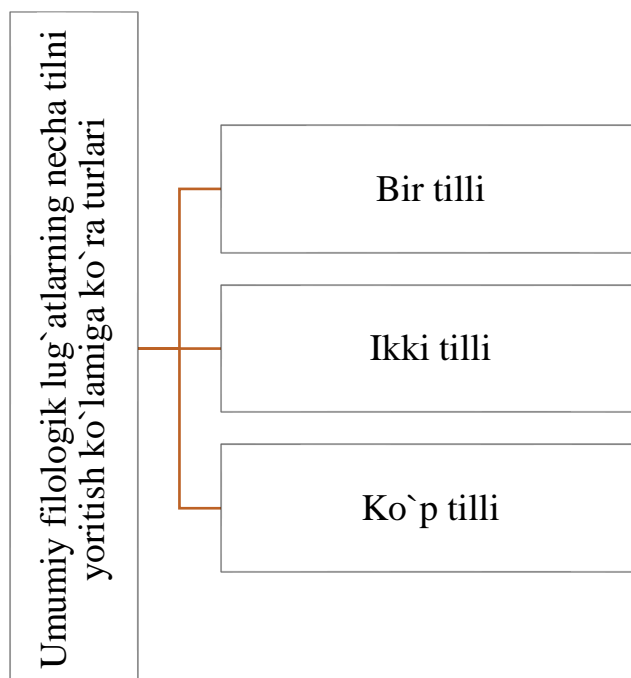 Umumiy filologik lug`atlarning necha tilni
yoritish ko`lamiga ko`ra turlari
Bir tilli
Ikki tilli
Ko`p tilli